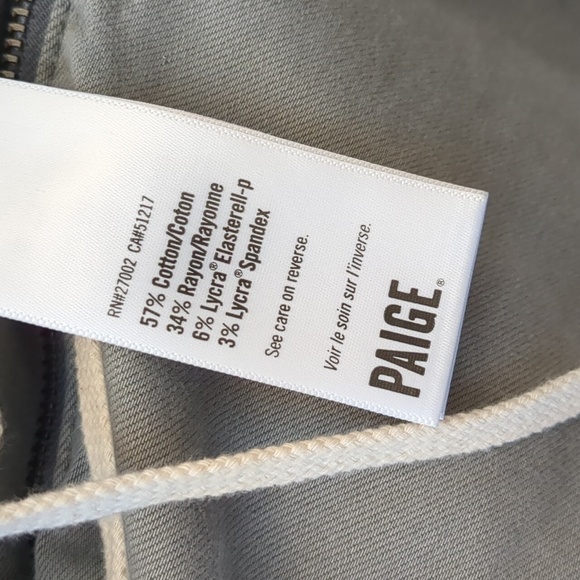 RN#27002 CA#51217
57% Cotton/Coton
34% Rayon/Rayonne
6% Lycra® Elasterell-p
3% Lycra® Spandex
See care on reverse.
Voir le soin sur l'inverse.
PAIGE®